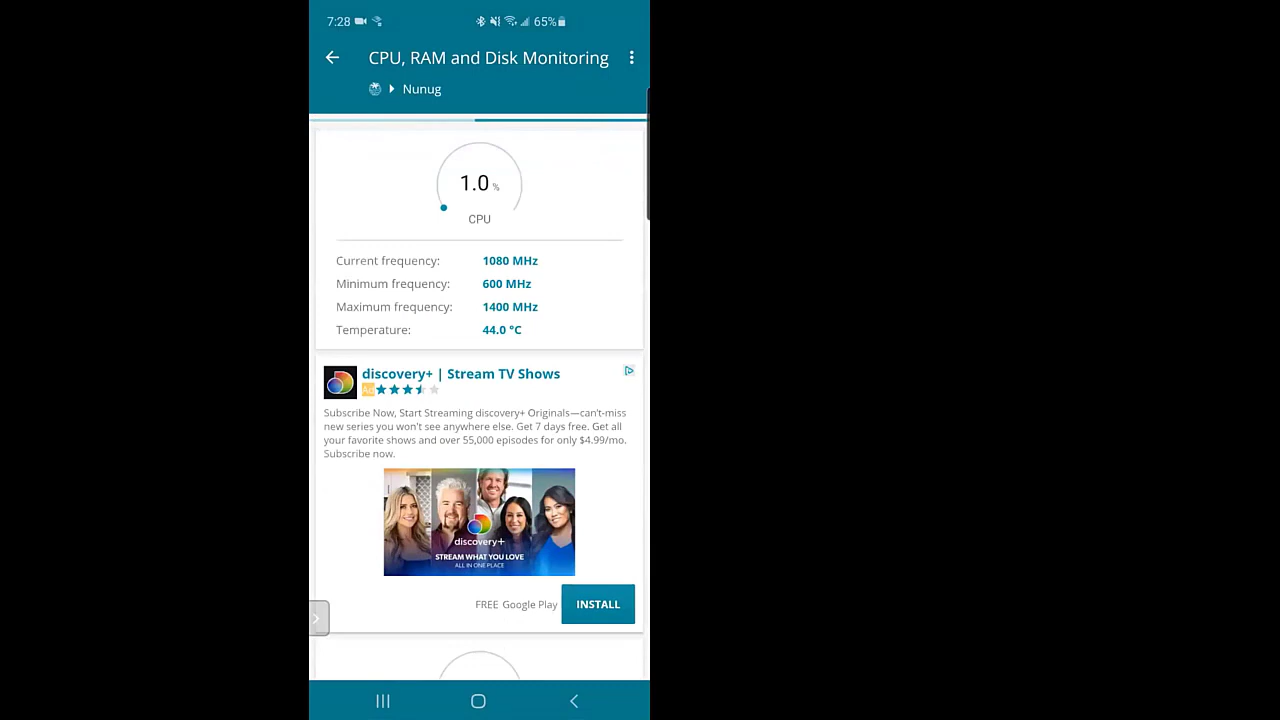 7:28 65%
CPU, RAM and Disk Monitoring
Nunug
1.0 %
CPU
Current frequency: 1080 MHz
Minimum frequency: 600 MHz
Maximum frequency: 1400 MHz
Temperature: 44.0 °C
discovery+ | Stream TV Shows
Ad
Subscribe Now, Start Streaming discovery+ Originals—can't-miss
new series you won't see anywhere else. Get 7 days free. Get all
your favorite shows and over 55,000 episodes for only $4.99/mo.
Subscribe now.
discovery+
STREAM WHAT YOU LOVE
ALL IN ONE PLACE
FREE Google Play INSTALL